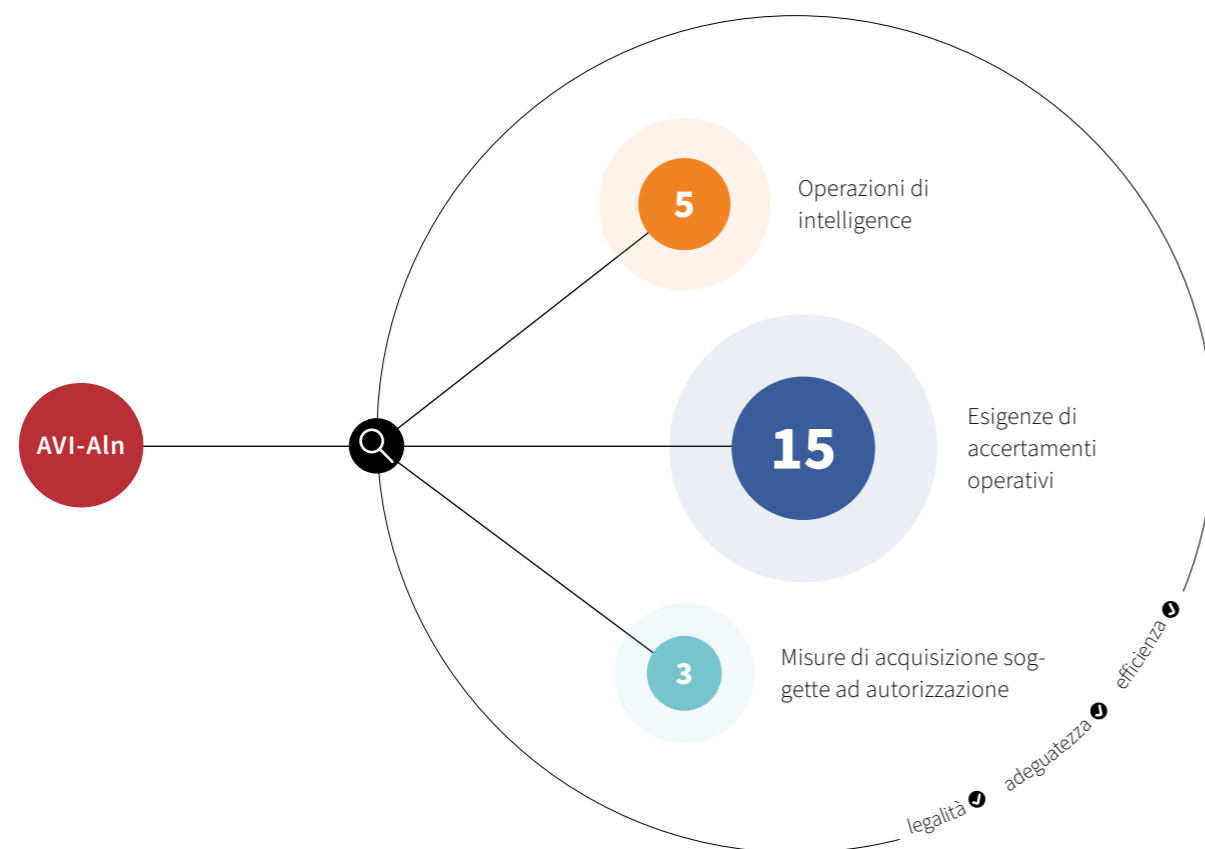 AVI-Aln
5
Operazioni di
intelligence
15
Esigenze di
accertamenti
operativi
3
Misure di acquisizione sog-
gette ad autorizzazione
legalità
adeguatezza
efficienza